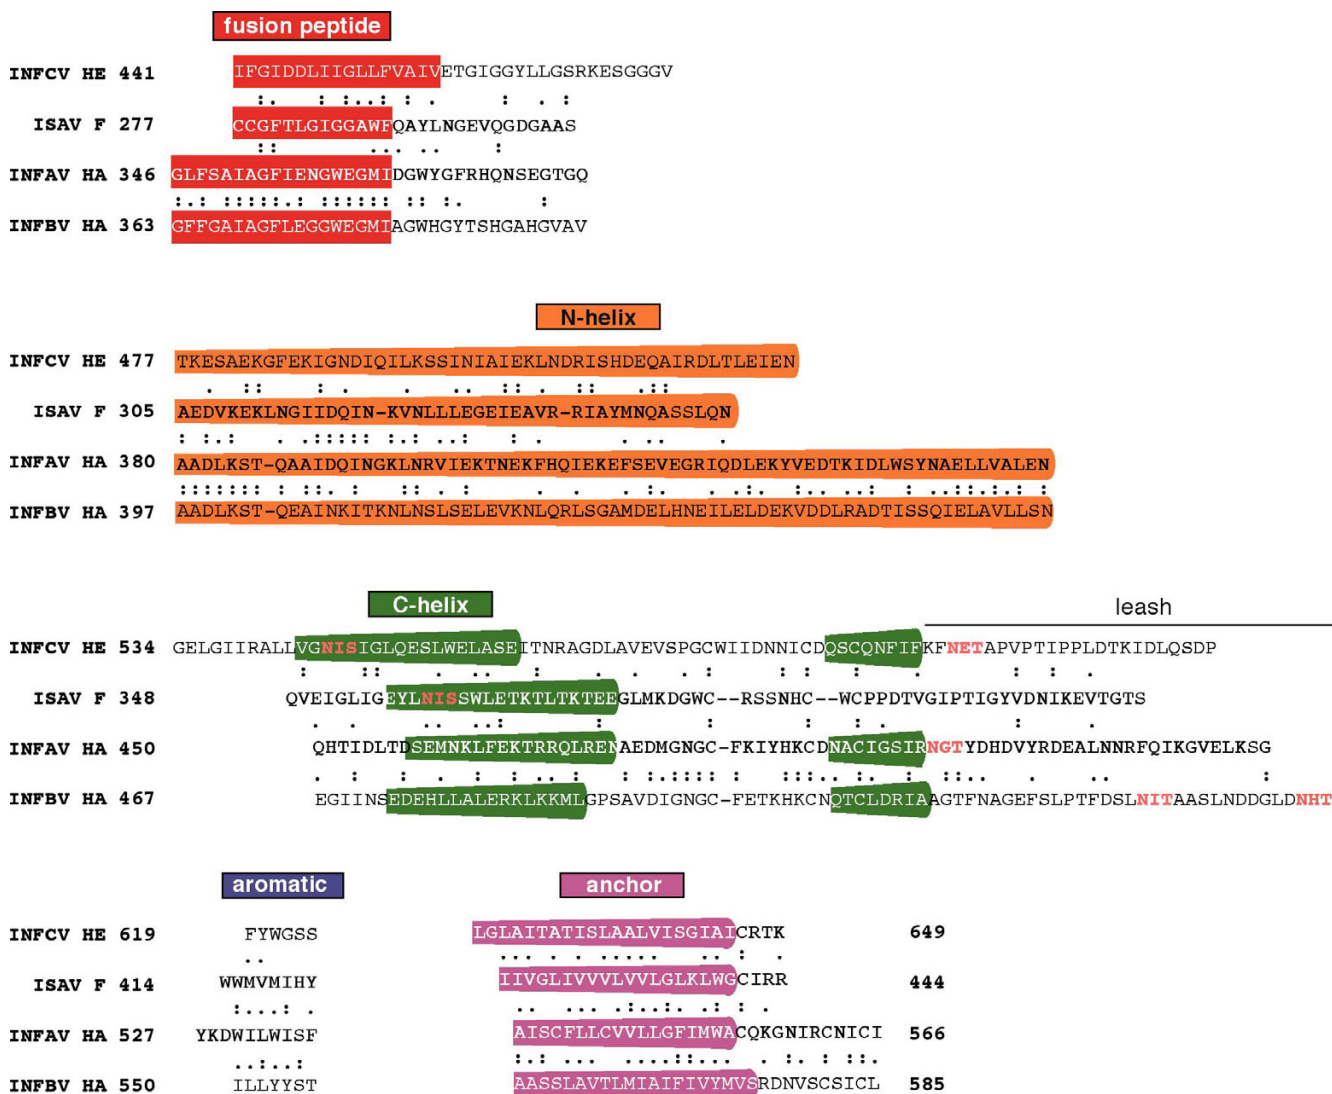 fusion peptide
INFCV HE 441 IFGIDDLIIGLLFVAIVETGIGGYLLGSRKESGGGV
ISAV F 277 CCGFTLGIGGAWFQAYLNGEVQGDGAAS
INFAV HA 346 GLFSAIAGFIENGWEGMIDGWYGFRHQNSEGTGQ
INFBV HA 363 GFFGAIAGFLEGGWEGMIAGWHGYTSHGAHGVAV
N-helix
INFCV HE 477 TKESAEKGFEKIGNDIQILKSSINIAIEKLNDRISHDEQAIRDLTLEIEN
ISAV F 305 AEDVKEKLNGIIDQIN-KVNLLLEGEIEAVR-RIAYMNQASSLQN
INFAV HA 380 AADLKST-QAAIDQINGKLNRVIEKTNEKFHQIEKEFSEVEGRIQDLEKYVEDTKIDLWSYNAELLVALEN
INFBV HA 397 AADLKST-QEAINKITKNLNSLSELEVKNLQRLSGAMDELHNEILELDEKVDDLRADTISSQIELAVLLSN
C-helix
leash
INFCV HE 534 GELGIIRALLVGNISIGLQESLWELASEITNRAGDLAVEVSPGCWIIDNNICDQSCQNFIFKFNETAPVPTIPPLDTKIDLQSDP
ISAV F 348 QVEIGLIGEYLNISSWLETKTLTKTEEGLMKDGWC--RSSNHC--WCPPDTVGIPTIGYVDNIKEVTGTS
INFAV HA 450 QHTIDLTDSEMNKLFEKTRRQLRENAEDMGNGC-FKIYHKCDNACIGSIRNGTYDHDVYRDEALNNRFQIKGVELKSG
INFBV HA 467 EGIINSEDEHLLALERKLKKMLGPSAVDIGNGC-FETKHKCNQTCLDRIAAGTFNAGEFSLPTFDSLNITAASLNDDGLDNHT
aromatic anchor
INFCV HE 619 FYWGSS LGLAITATISLAALVISGIAICRTK 649
ISAV F 414 WWMVMIHY IIVGLIVVVLVVLGLKLWGCIRR 444
INFAV HA 527 YKDWILWISF AISCFLLCVVLLGFIMWACQKGNIRCNICI 566
INFBV HA 550 ILLYYST AASSLAVTLMIAIFIVYMVSRDNVSCSICL 585